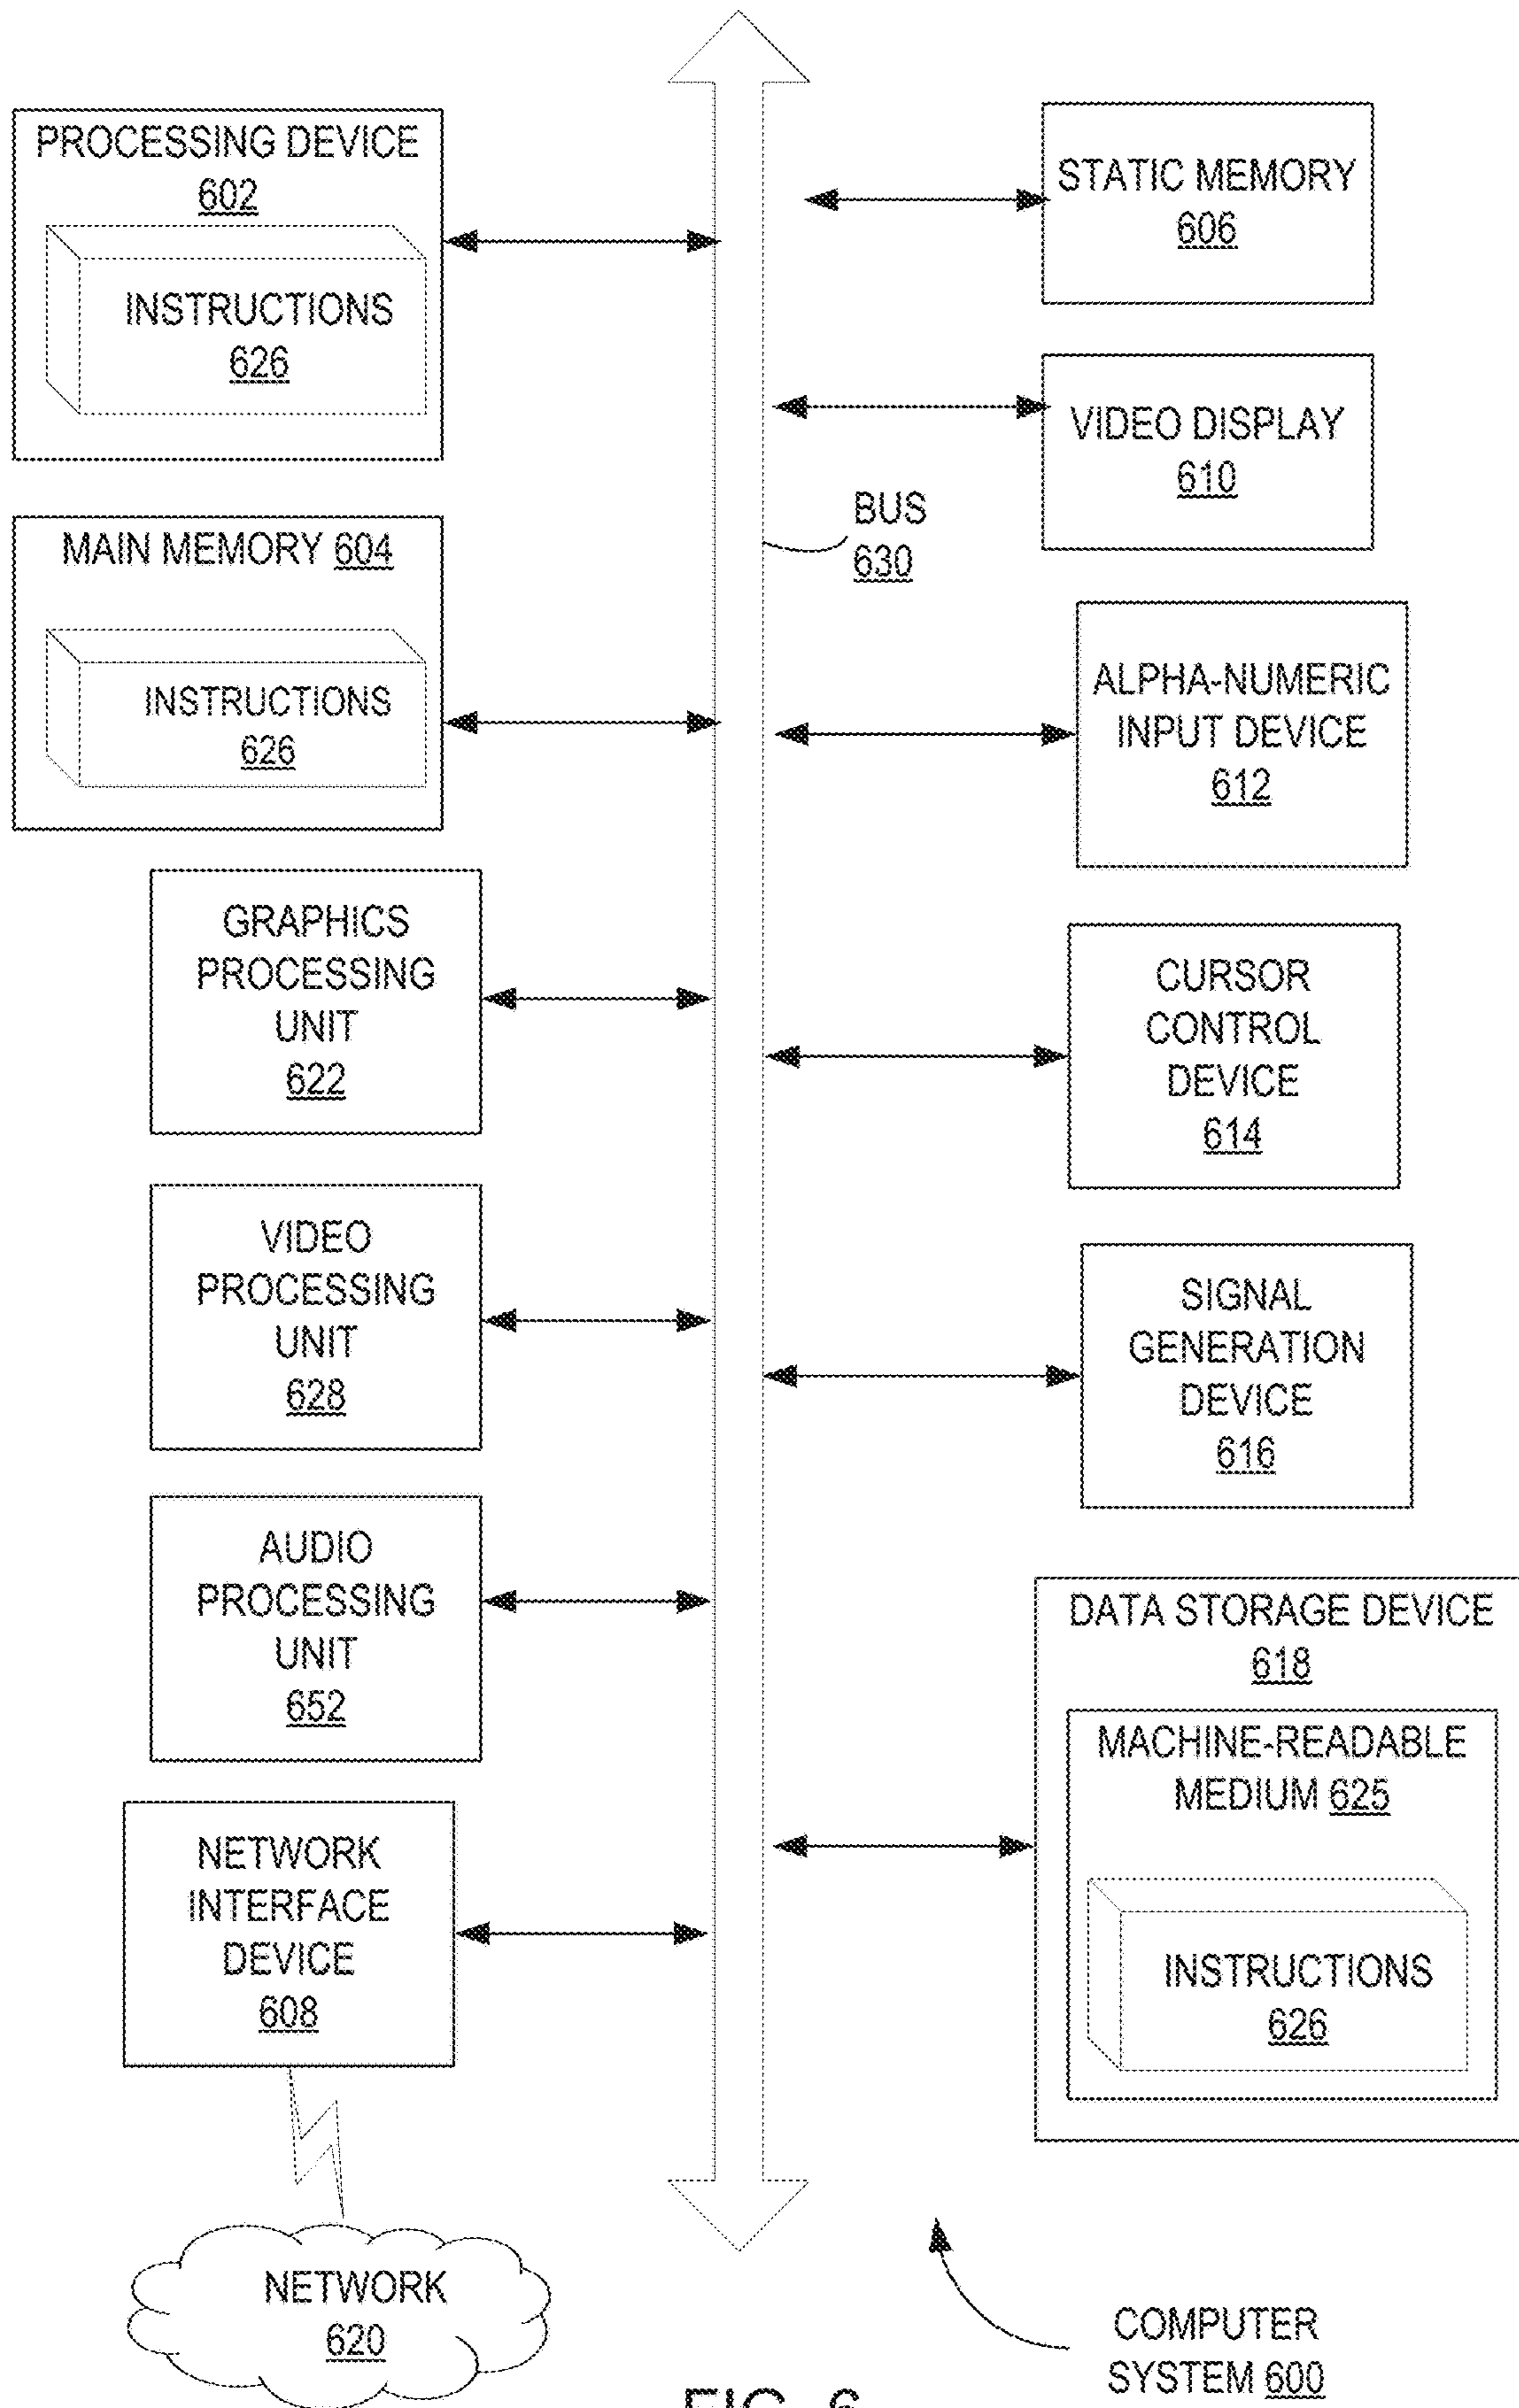 PROCESSING DEVICE
602
INSTRUCTIONS
626
MAIN MEMORY 604
INSTRUCTIONS
626
GRAPHICS
PROCESSING
UNIT
622
VIDEO
PROCESSING
UNIT
628
AUDIO
PROCESSING
UNIT
652
NETWORK
INTERFACE
DEVICE
608
NETWORK
620
BUS
630
STATIC MEMORY
606
VIDEO DISPLAY
610
ALPHA-NUMERIC
INPUT DEVICE
612
CURSOR
CONTROL
DEVICE
614
SIGNAL
GENERATION
DEVICE
616
DATA STORAGE DEVICE
618
MACHINE-READABLE
MEDIUM 625
INSTRUCTIONS
626
COMPUTER
SYSTEM 600
FIG. 6